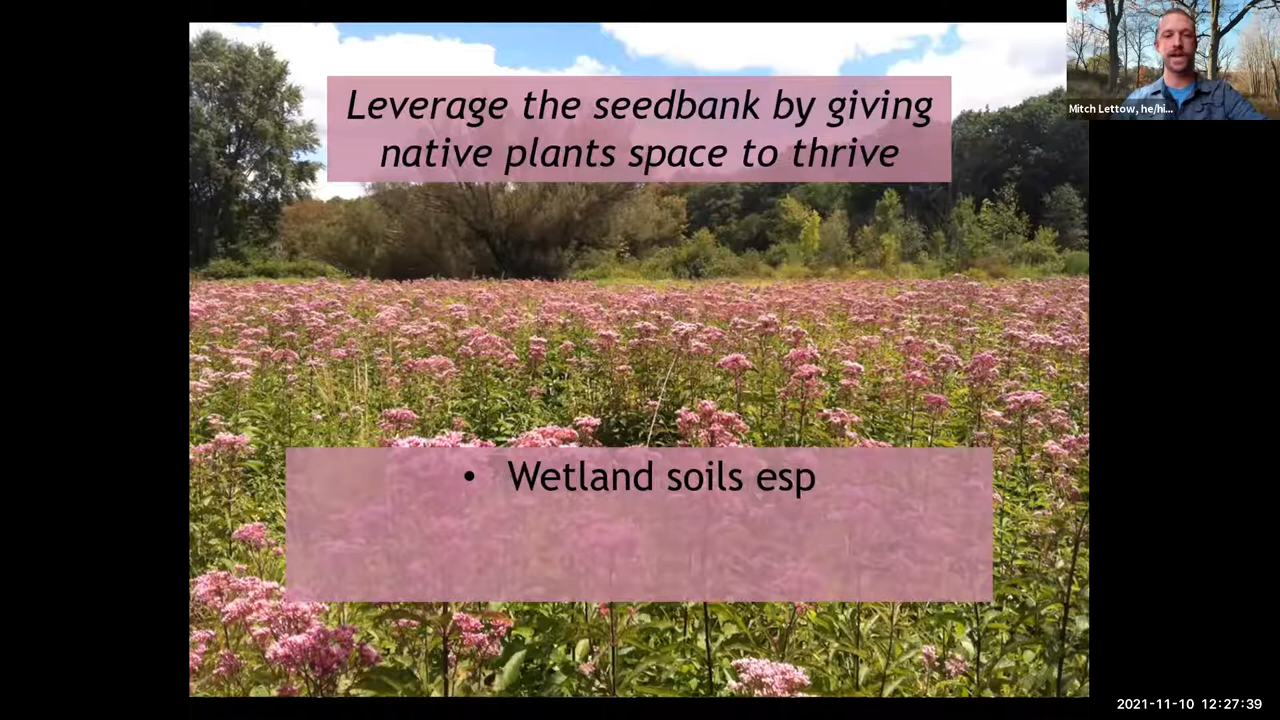 Leverage the seedbank by giving
native plants space to thrive
Mitch Lettow, he/hi...
• Wetland soils esp
2021-11-10 12:27:39